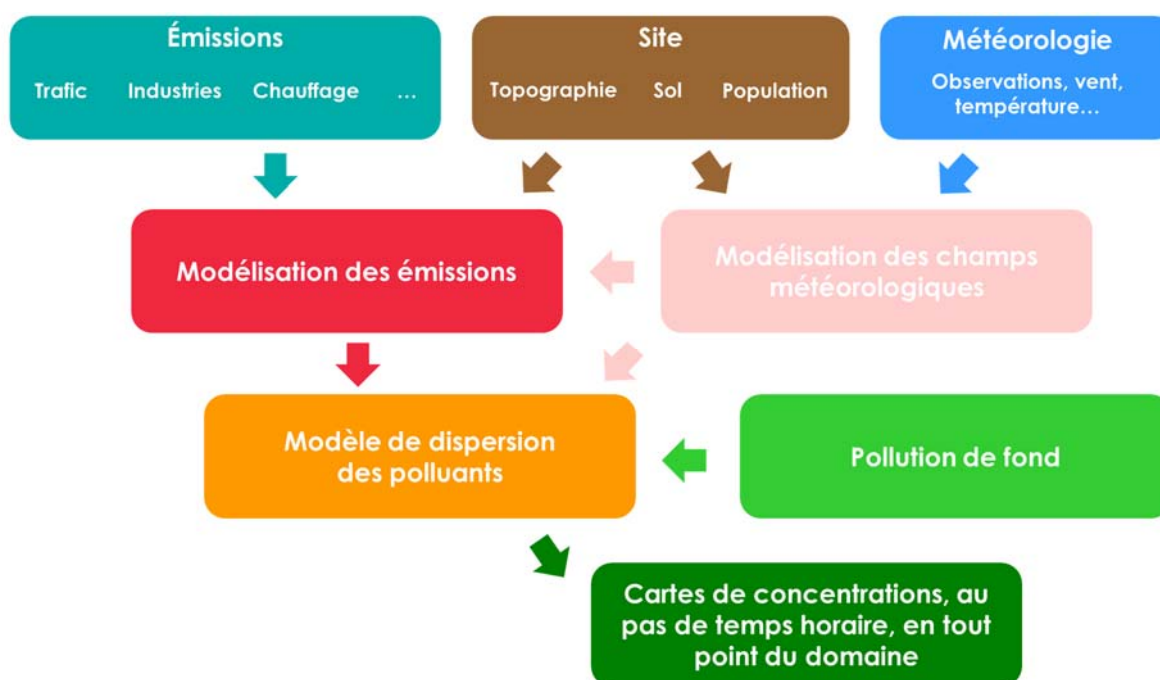 Émissions
Trafic Industries Chauffage ...
Site
Topographie Sol Population
Météorologie
Observations, vent,
température...
Modélisation des émissions
Modélisation des champs
météorologiques
Modèle de dispersion
des polluants
Pollution de fond
Cartes de concentrations, au
pas de temps horaire, en tout
point du domaine